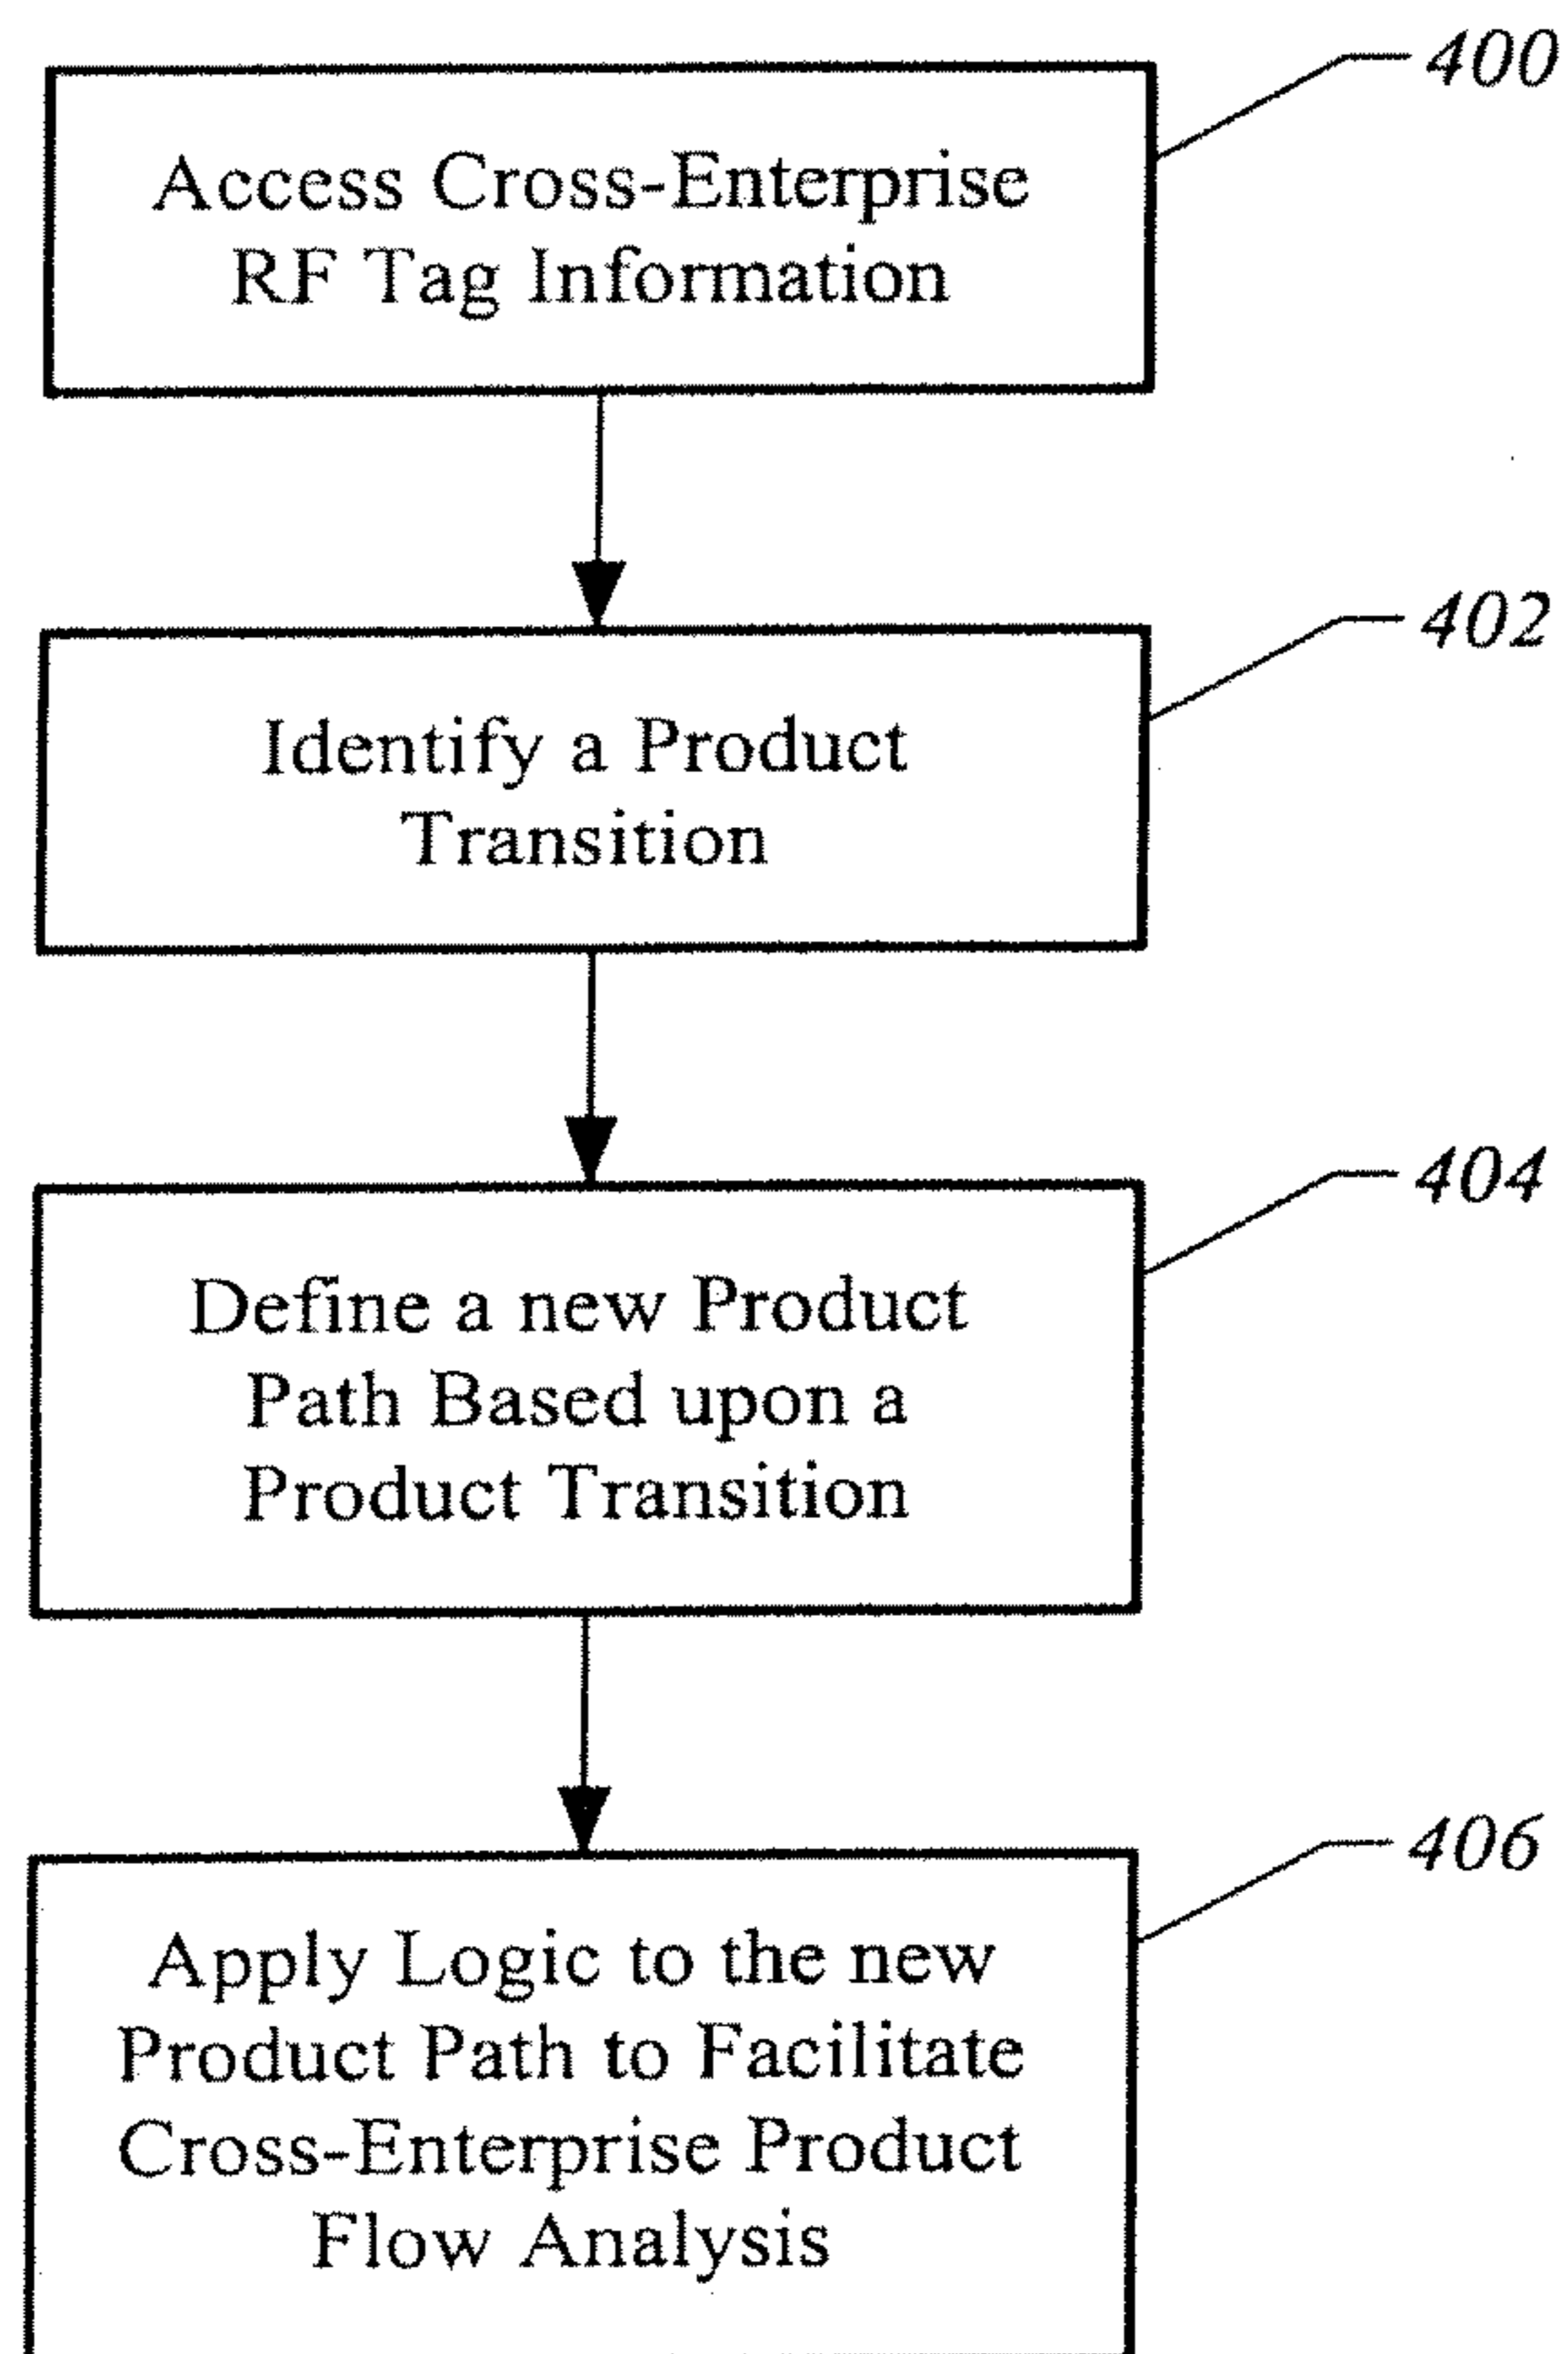 400
Access Cross-Enterprise
RF Tag Information
402
Identify a Product
Transition
404
Define a new Product
Path Based upon a
Product Transition
406
Apply Logic to the new
Product Path to Facilitate
Cross-Enterprise Product
Flow Analysis